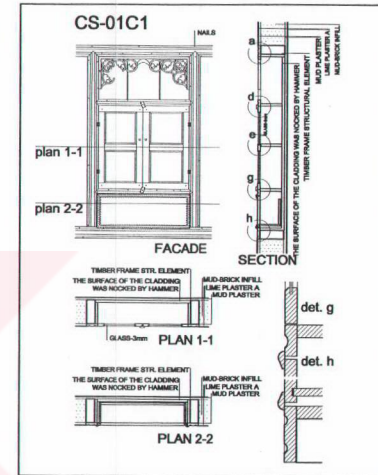 CS-01C1
NAILS
plan 1-1
plan 2-2
FACADE
a
d
e
g
h
SECTION
MUD PLASTER
LIME PLASTER A
MUD-BRICK INFILL
TIMBER FRAME STRUCTURAL ELEMENT
THE SURFACE OF THE CLADDING WAS NOCKED BY HAMMER
TIMBER FRAME STR. ELEMENT
THE SURFACE OF THE CLADDING
WAS NOCKED BY HAMMER
MUD-BRICK INFILL
LIME PLASTER A
MUD PLASTER
GLASS-3mm
PLAN 1-1
TIMBER FRAME STR. ELEMENT
THE SURFACE OF THE CLADDING
WAS NOCKED BY HAMMER
MUD-BRICK INFILL
LIME PLASTER A
MUD PLASTER
PLAN 2-2
det. g
det. h